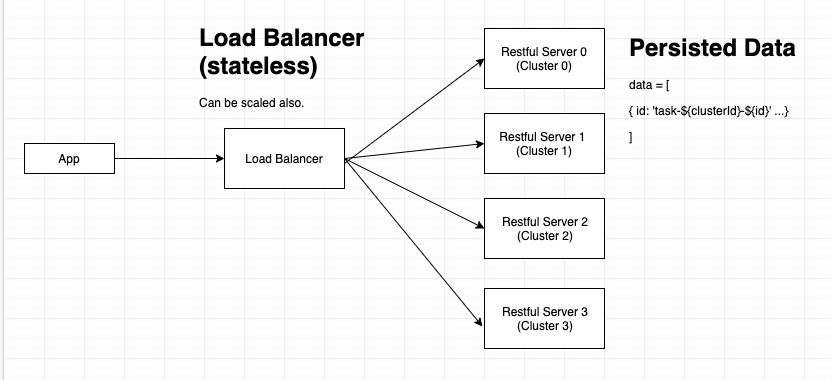 Load Balancer
(stateless)
Can be scaled also.
App
Load Balancer
Restful Server 0
(Cluster 0)
Restful Server 1
(Cluster 1)
Restful Server 2
(Cluster 2)
Restful Server 3
(Cluster 3)
Persisted Data
data = [
{ id: 'task-${clusterId}-${id}' ...}
]